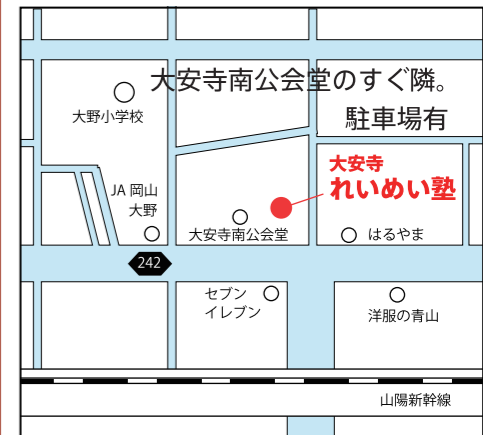 大安寺南公会堂のすぐ隣。
駐車場有
大野小学校
大安寺
れいめい塾
JA 岡山
大野
大安寺南公会堂
はるやま
242
セブン
イレブン
洋服の青山
山陽新幹線